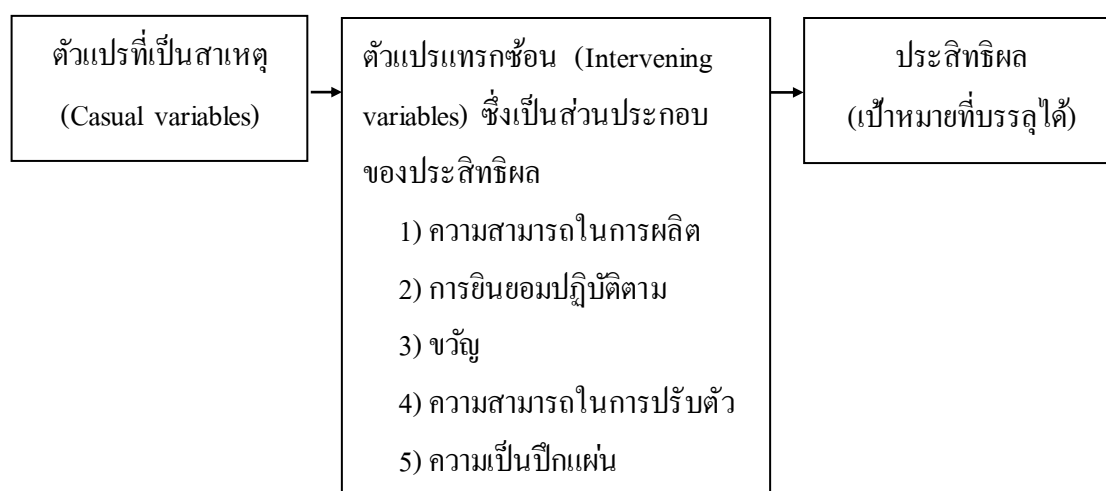 ตัวแปรที่เป็นสาเหตุ
(Casual variables)
ตัวแปรแทรกซ้อน (Intervening
variables) ซึ่งเป็นส่วนประกอบ
ของประสิทธิผล
1) ความสามารถในการผลิต
2) การยินยอมปฏิบัติตาม
3) ขวัญ
4) ความสามารถในการปรับตัว
5) ความเป็นปึกแผ่น
ประสิทธิผล
(เป้าหมายที่บรรลุได้)